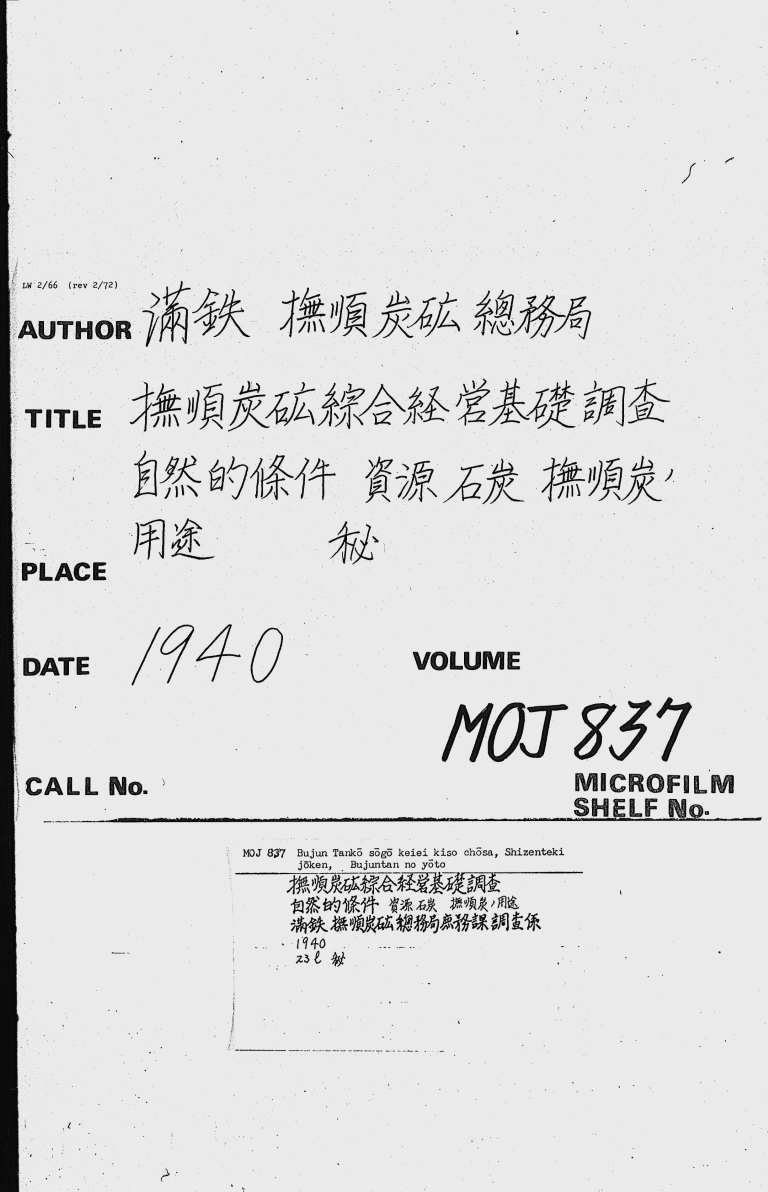 LW 2/66 (rev 2/72)
AUTHOR 滿鉄 撫順炭砿 總務局
TITLE 撫順炭砿綜合経営基礎調査
自然的條件 資源 石炭 撫順炭ノ
用途 秘
PLACE
DATE 1940 VOLUME
MOJ 837
CALL No. MICROFILM
SHELF No.
MOJ 837 Bujun Tankō sōgō keiei kiso chōsa, Shizenteki
jōken, Bujuntan no yōto
撫順炭砿綜合経営基礎調査
自然的條件 資源 石炭 撫順炭ノ用途
滿鉄 撫順炭砿總務局庶務課調査係
1940
23 l 秘